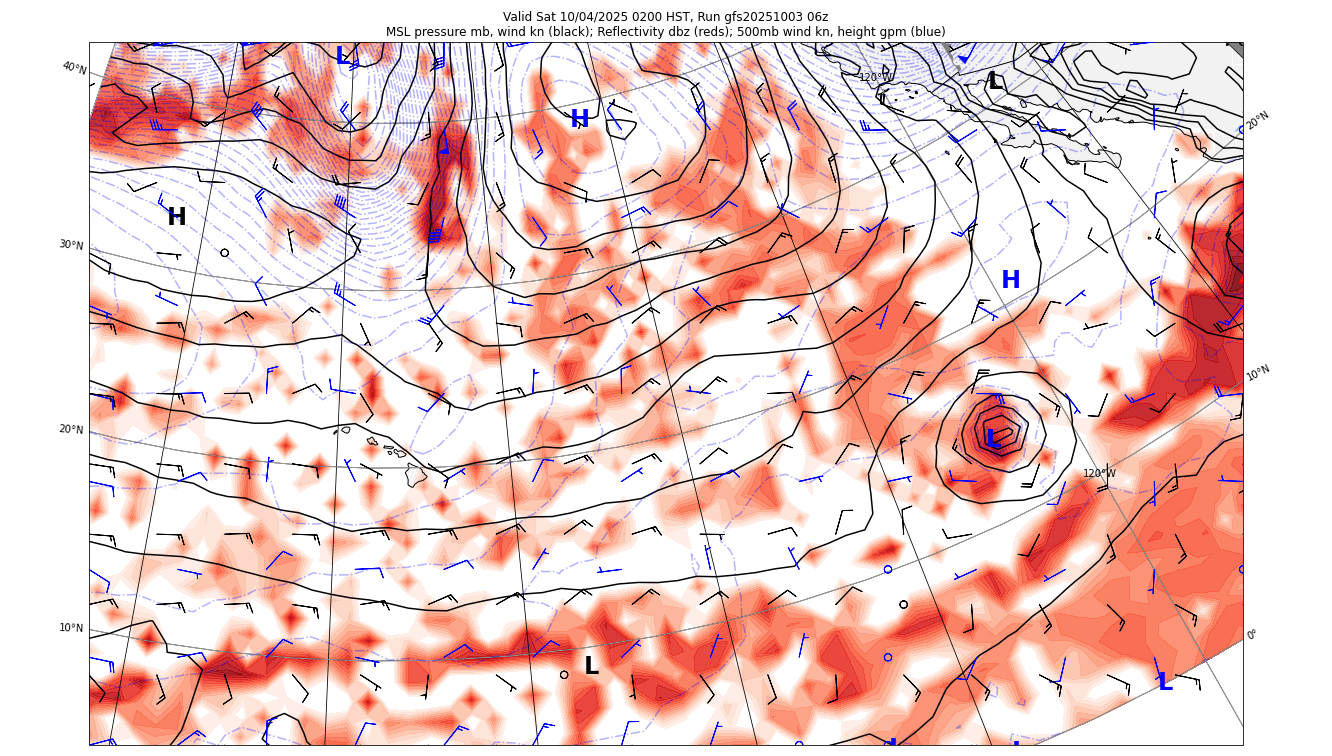 Valid Sat 10/04/2025 0200 HST, Run gfs20251003 06z
MSL pressure mb, wind kn (black); Reflectivity dbz (reds); 500mb wind kn, height gpm (blue)
L
40°N
120°W
L
H
20°N
H
30°N
H
10°N
20°N
L
120°W
10°N
0°
L
L